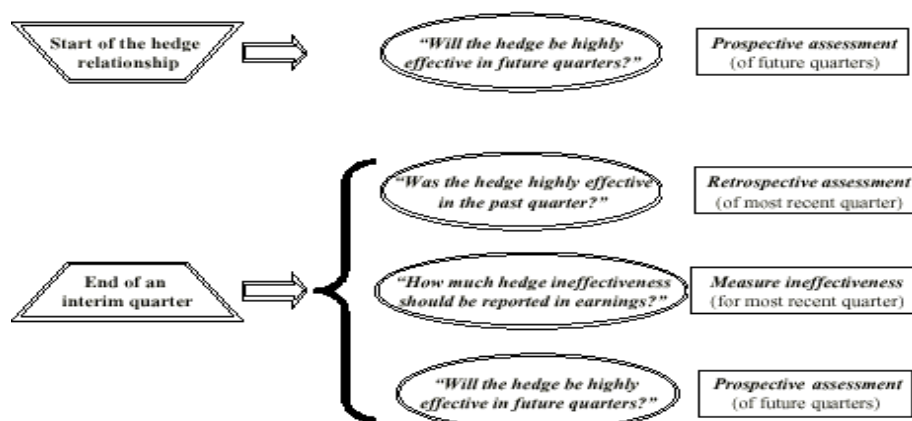 Start of the hedge
relationship
“Will the hedge be highly
effective in future quarters?”
Prospective assessment
(of future quarters)
“Was the hedge highly effective
in the past quarter?”
Retrospective assessment
(of most recent quarter)
End of an
interim quarter
“How much hedge ineffectiveness
should be reported in earnings?”
Measure ineffectiveness
(for most recent quarter)
“Will the hedge be highly
effective in future quarters?”
Prospective assessment
(of future quarters)